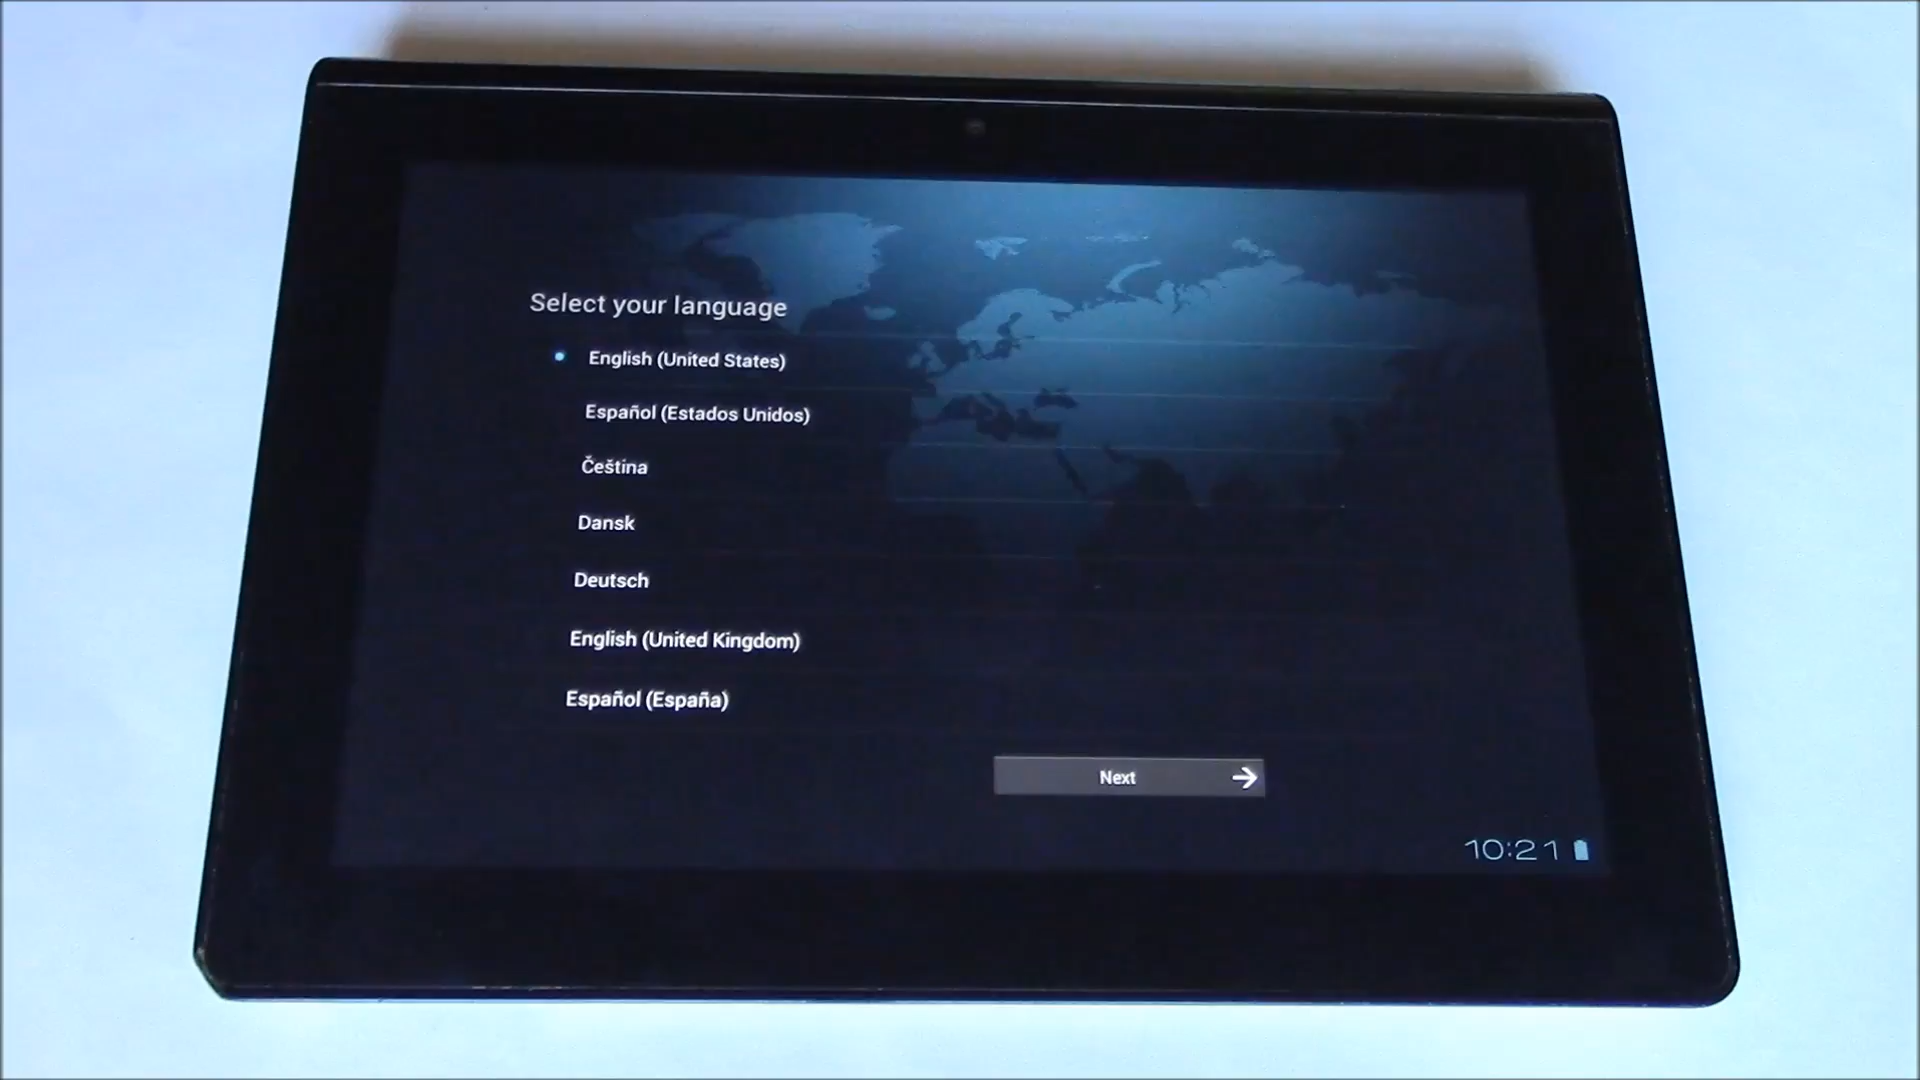 Select your language
English (United States)
Español (Estados Unidos)
Čeština
Dansk
Deutsch
English (United Kingdom)
Español (España)
Next
10:21